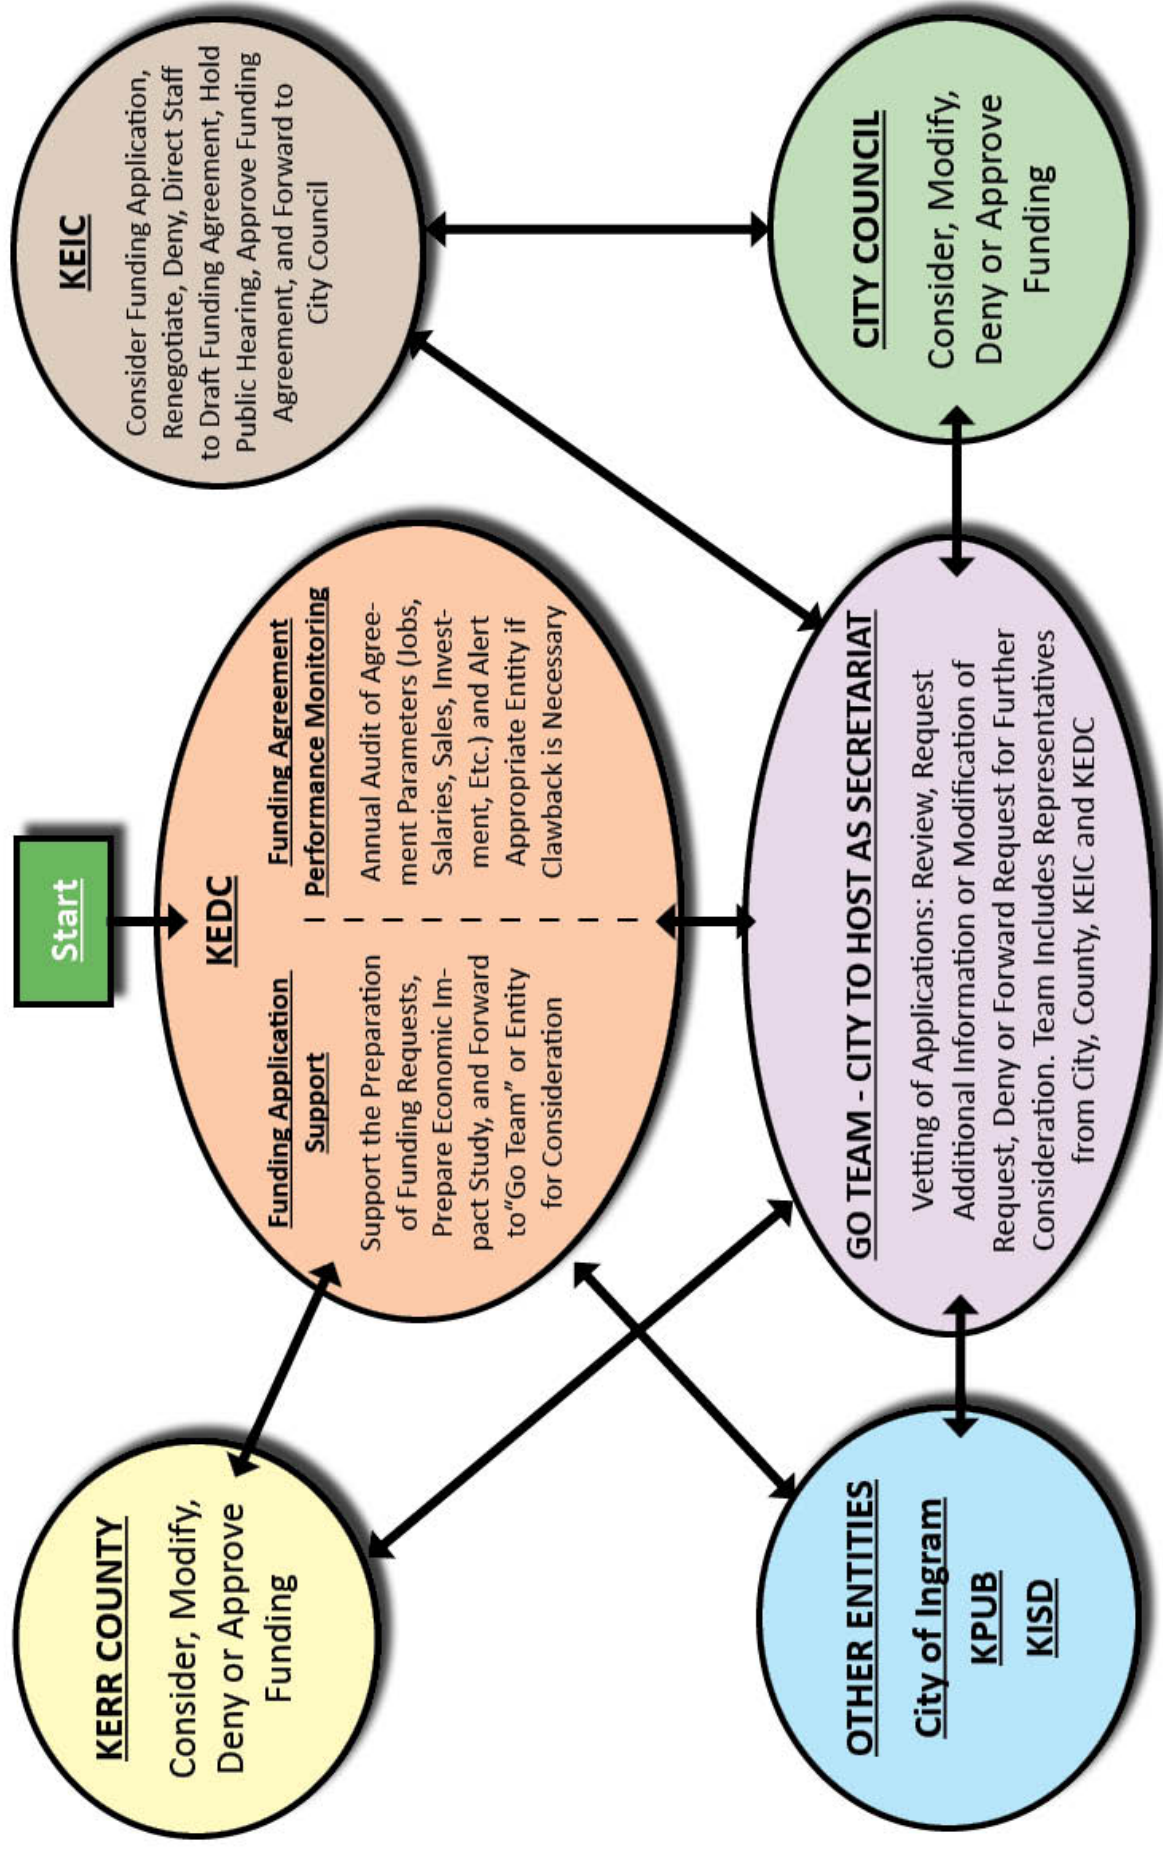 Start
KERR COUNTY
Consider, Modify,
Deny or Approve
Funding
KEDC
Funding Application
Support
Support the Preparation
of Funding Requests,
Prepare Economic Im-
pact Study, and Forward
to“Go Team” or Entity
for Consideration
Funding Agreement
Performance Monitoring
Annual Audit of Agree-
ment Parameters (Jobs,
Salaries, Sales, Invest-
ment, Etc.) and Alert
Appropriate Entity if
Clawback is Necessary
KEIC
Consider Funding Application,
Renegotiate, Deny, Direct Staff
to Draft Funding Agreement, Hold
Public Hearing, Approve Funding
Agreement, and Forward to
City Council
OTHER ENTITIES
City of Ingram
KPUB
KISD
GO TEAM - CITY TO HOST AS SECRETARIAT
Vetting of Applications: Review, Request
Additional Information or Modification of
Request, Deny or Forward Request for Further
Consideration. Team Includes Representatives
from City, County, KEIC and KEDC
CITY COUNCIL
Consider, Modify,
Deny or Approve
Funding